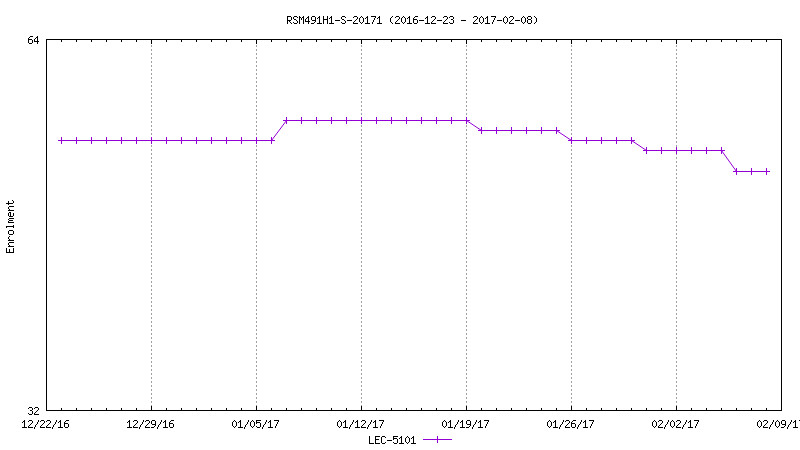 RSM491H1-S-20171 (2016-12-23 - 2017-02-08)
64
Enrolment
32
12/22/16 12/29/16 01/05/17 01/12/17 01/19/17 01/26/17 02/02/17 02/09/1
LEC-5101